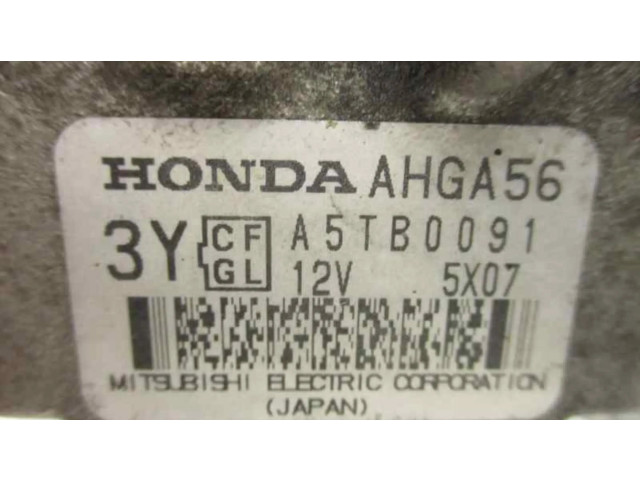 HONDA AHGA56
3Y CF GL A5TB0091
12V 5X07
MITSUBISHI ELECTRIC CORPORATION
(JAPAN)